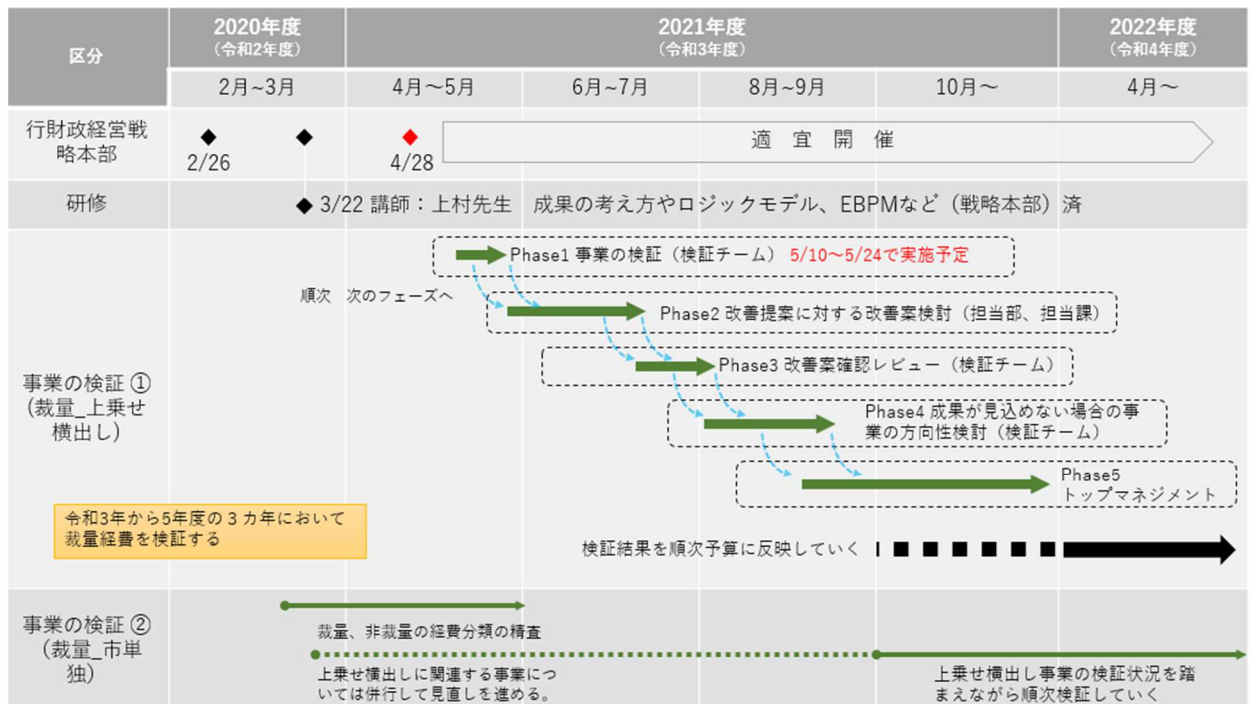 区分
2020年度
（令和2年度）
2021年度
（令和3年度）
2022年度
（令和4年度）
2月~3月
4月～5月
6月~7月
8月~9月
10月～
4月～
行財政経営戦
略本部
2/26
4/28
適 宜 開 催
研修
3/22 講師：上村先生 成果の考え方やロジックモデル、EBPMなど（戦略本部）済
事業の検証 ①
(裁量_上乗せ
横出し)
Phase1 事業の検証（検証チーム） 5/10～5/24で実施予定
順次 次のフェーズへ
Phase2 改善提案に対する改善案検討（担当部、担当課）
Phase3 改善案確認レビュー（検証チーム）
Phase4 成果が見込めない場合の事
業の方向性検討（検証チーム）
Phase5
トップマネジメント
令和3年から5年度の３カ年において
裁量経費を検証する
検証結果を順次予算に反映していく
事業の検証 ②
(裁量_市単
独)
裁量、非裁量の経費分類の精査
上乗せ横出しに関連する事業につ
いては併行して見直しを進める。
上乗せ横出し事業の検証状況を踏
まえながら順次検証していく